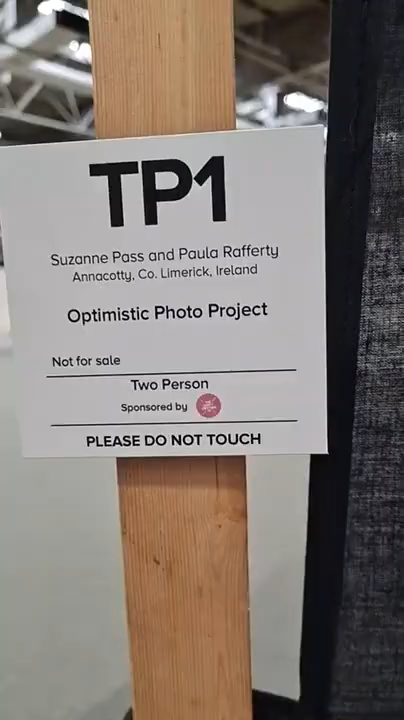 TP1
Suzanne Pass and Paula Rafferty
Annacotty, Co. Limerick, Ireland
Optimistic Photo Project
Not for sale
Two Person
Sponsored by
PLEASE DO NOT TOUCH